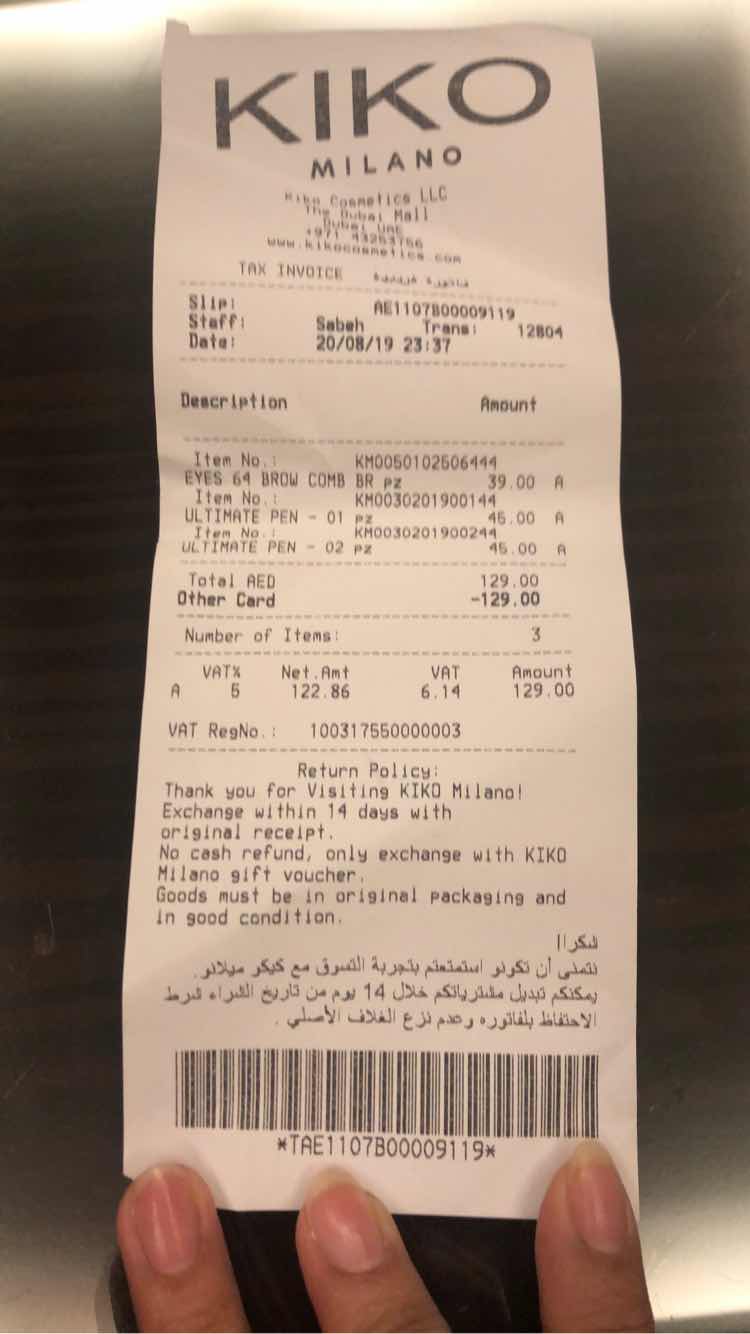 KIKO
MILANO
Kiko Cosmetics LLC
The Dubai Mall
Dubai UAE
+971 43253756
www.kikocosmetics.com
TAX INVOICE فاتورة ضريبية
Slip: AE1107B00009119
Staff: Sabeh Trans: 12804
Date: 20/08/19 23:37
Description Amount
Item No.: KM0050102506444
EYES 64 BROW COMB BR pz 39.00 A
Item No.: KM0030201900144
ULTIMATE PEN - 01 pz 45.00 A
Item No.: KM0030201900244
ULTIMATE PEN - 02 pz 45.00 A
Total AED 129.00
Other Card -129.00
Number of Items: 3
VAT% Net.Amt VAT Amount
A 5 122.86 6.14 129.00
VAT RegNo.: 100317550000003
Return Policy:
Thank you for Visiting KIKO Milano!
Exchange within 14 days with
original receipt.
No cash refund, only exchange with KIKO
Milano gift voucher.
Goods must be in original packaging and
in good condition.
شكراا
نتمنى أن تكونو استمتعتم بتجربة التسوق مع كيكو ميلانو.
يمكنكم تبديل مشترياتكم خلال 14 يوم من تاريخ الشراء شرط
الاحتفاظ بلفاتوره وعدم نزع الغلاف الأصلي .
*TAE1107B00009119*